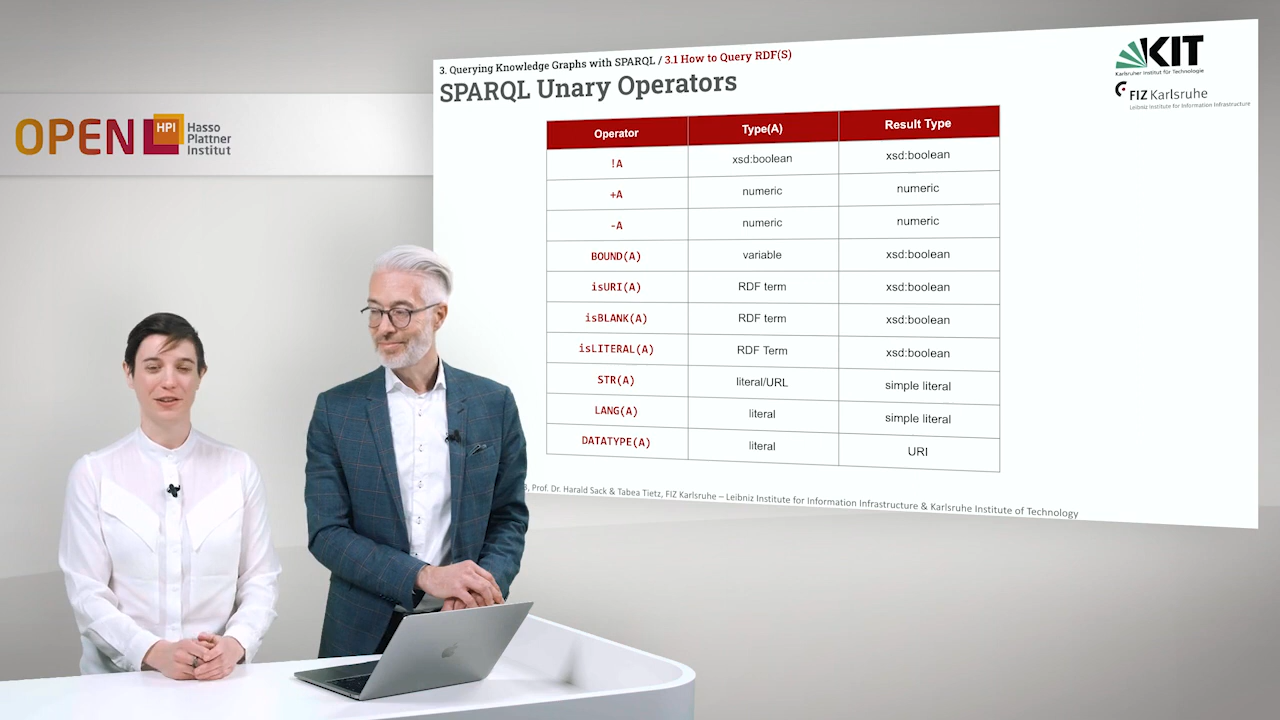 3. Querying Knowledge Graphs with SPARQL / 3.1 How to Query RDF(S)
SPARQL Unary Operators
KIT
Karlsruher Institut für Technologie
FIZ Karlsruhe
Leibniz Institute for Information Infrastructure
OPEN HPI Hasso
Plattner
Institut
Operator Type(A) Result Type
!A xsd:boolean xsd:boolean
+A numeric numeric
-A numeric numeric
BOUND(A) variable xsd:boolean
isURI(A) RDF term xsd:boolean
isBLANK(A) RDF term xsd:boolean
isLITERAL(A) RDF Term xsd:boolean
STR(A) literal/URL simple literal
LANG(A) literal simple literal
DATATYPE(A) literal URI
, Prof. Dr. Harald Sack & Tabea Tietz, FIZ Karlsruhe – Leibniz Institute for Information Infrastructure & Karlsruhe Institute of Technology